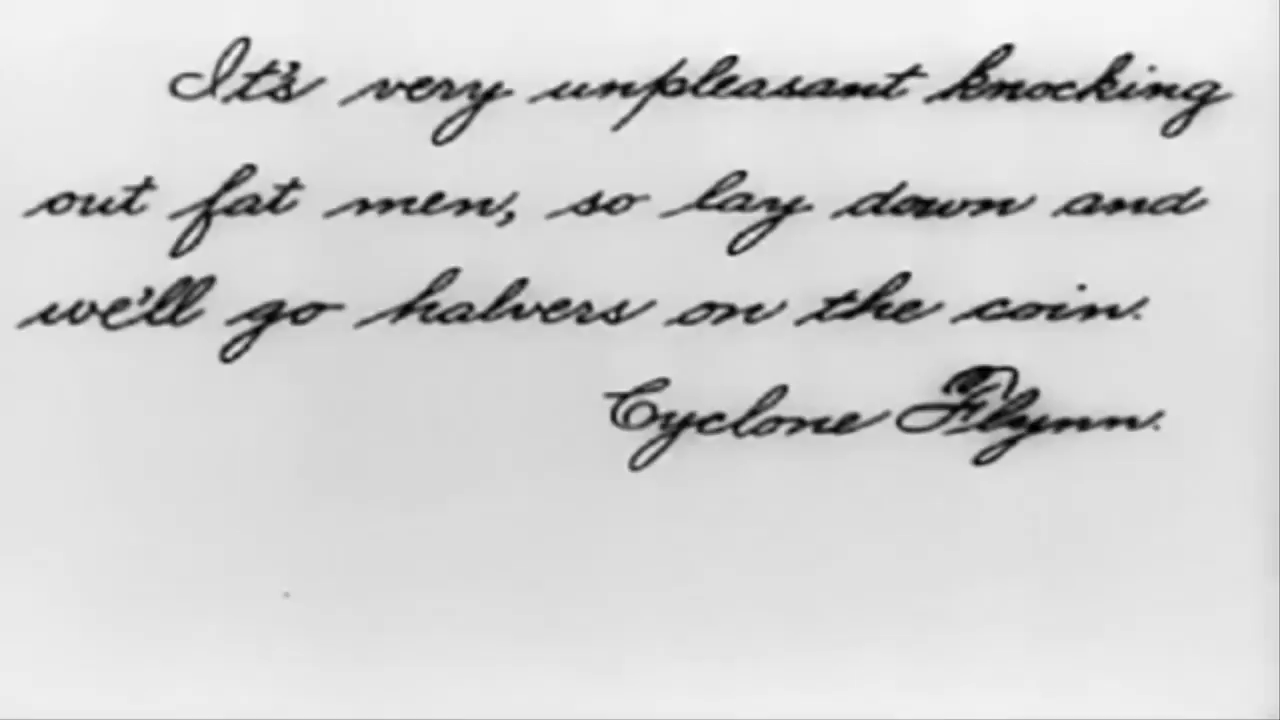 It's very unpleasant knocking
out fat men, so lay down and
we'll go halvers on the coin.
Cyclone Flynn.